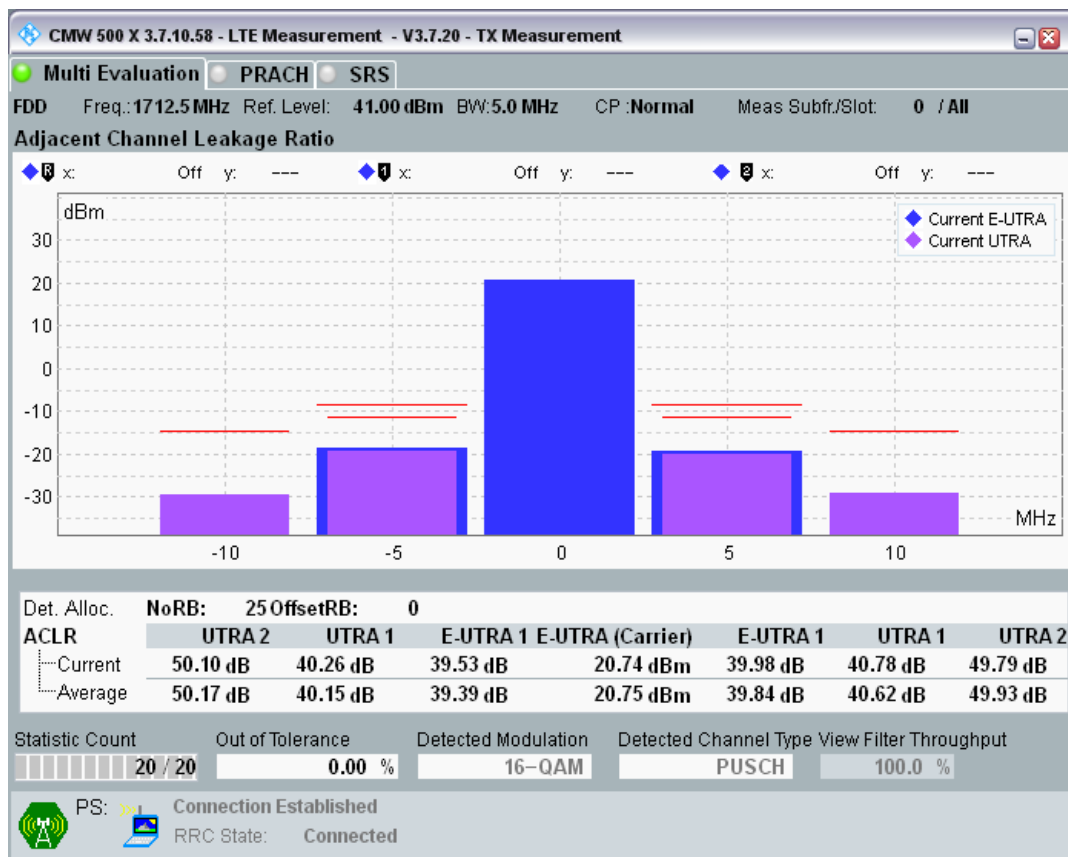 CMW 500 X 3.7.10.58 - LTE Measurement - V3.7.20 - TX Measurement
Multi Evaluation PRACH SRS
FDD Freq.:1712.5 MHz Ref. Level: 41.00 dBm BW:5.0 MHz CP :Normal Meas Subfr./Slot: 0 / All
Adjacent Channel Leakage Ratio
R x: Off y: --- 1 x: Off y: --- 2 x: Off y: ---
dBm
Current E-UTRA
Current UTRA
30
20
10
0
-10
-20
-30
MHz
-10 -5 0 5 10
Det. Alloc. NoRB: 25 OffsetRB: 0
ACLR UTRA 2 UTRA 1 E-UTRA 1 E-UTRA (Carrier) E-UTRA 1 UTRA 1 UTRA 2
Current 50.10 dB 40.26 dB 39.53 dB 20.74 dBm 39.98 dB 40.78 dB 49.79 dB
Average 50.17 dB 40.15 dB 39.39 dB 20.75 dBm 39.84 dB 40.62 dB 49.93 dB
Statistic Count Out of Tolerance Detected Modulation Detected Channel Type View Filter Throughput
20 / 20 0.00 % 16-QAM PUSCH 100.0 %
PS: Connection Established
RRC State: Connected